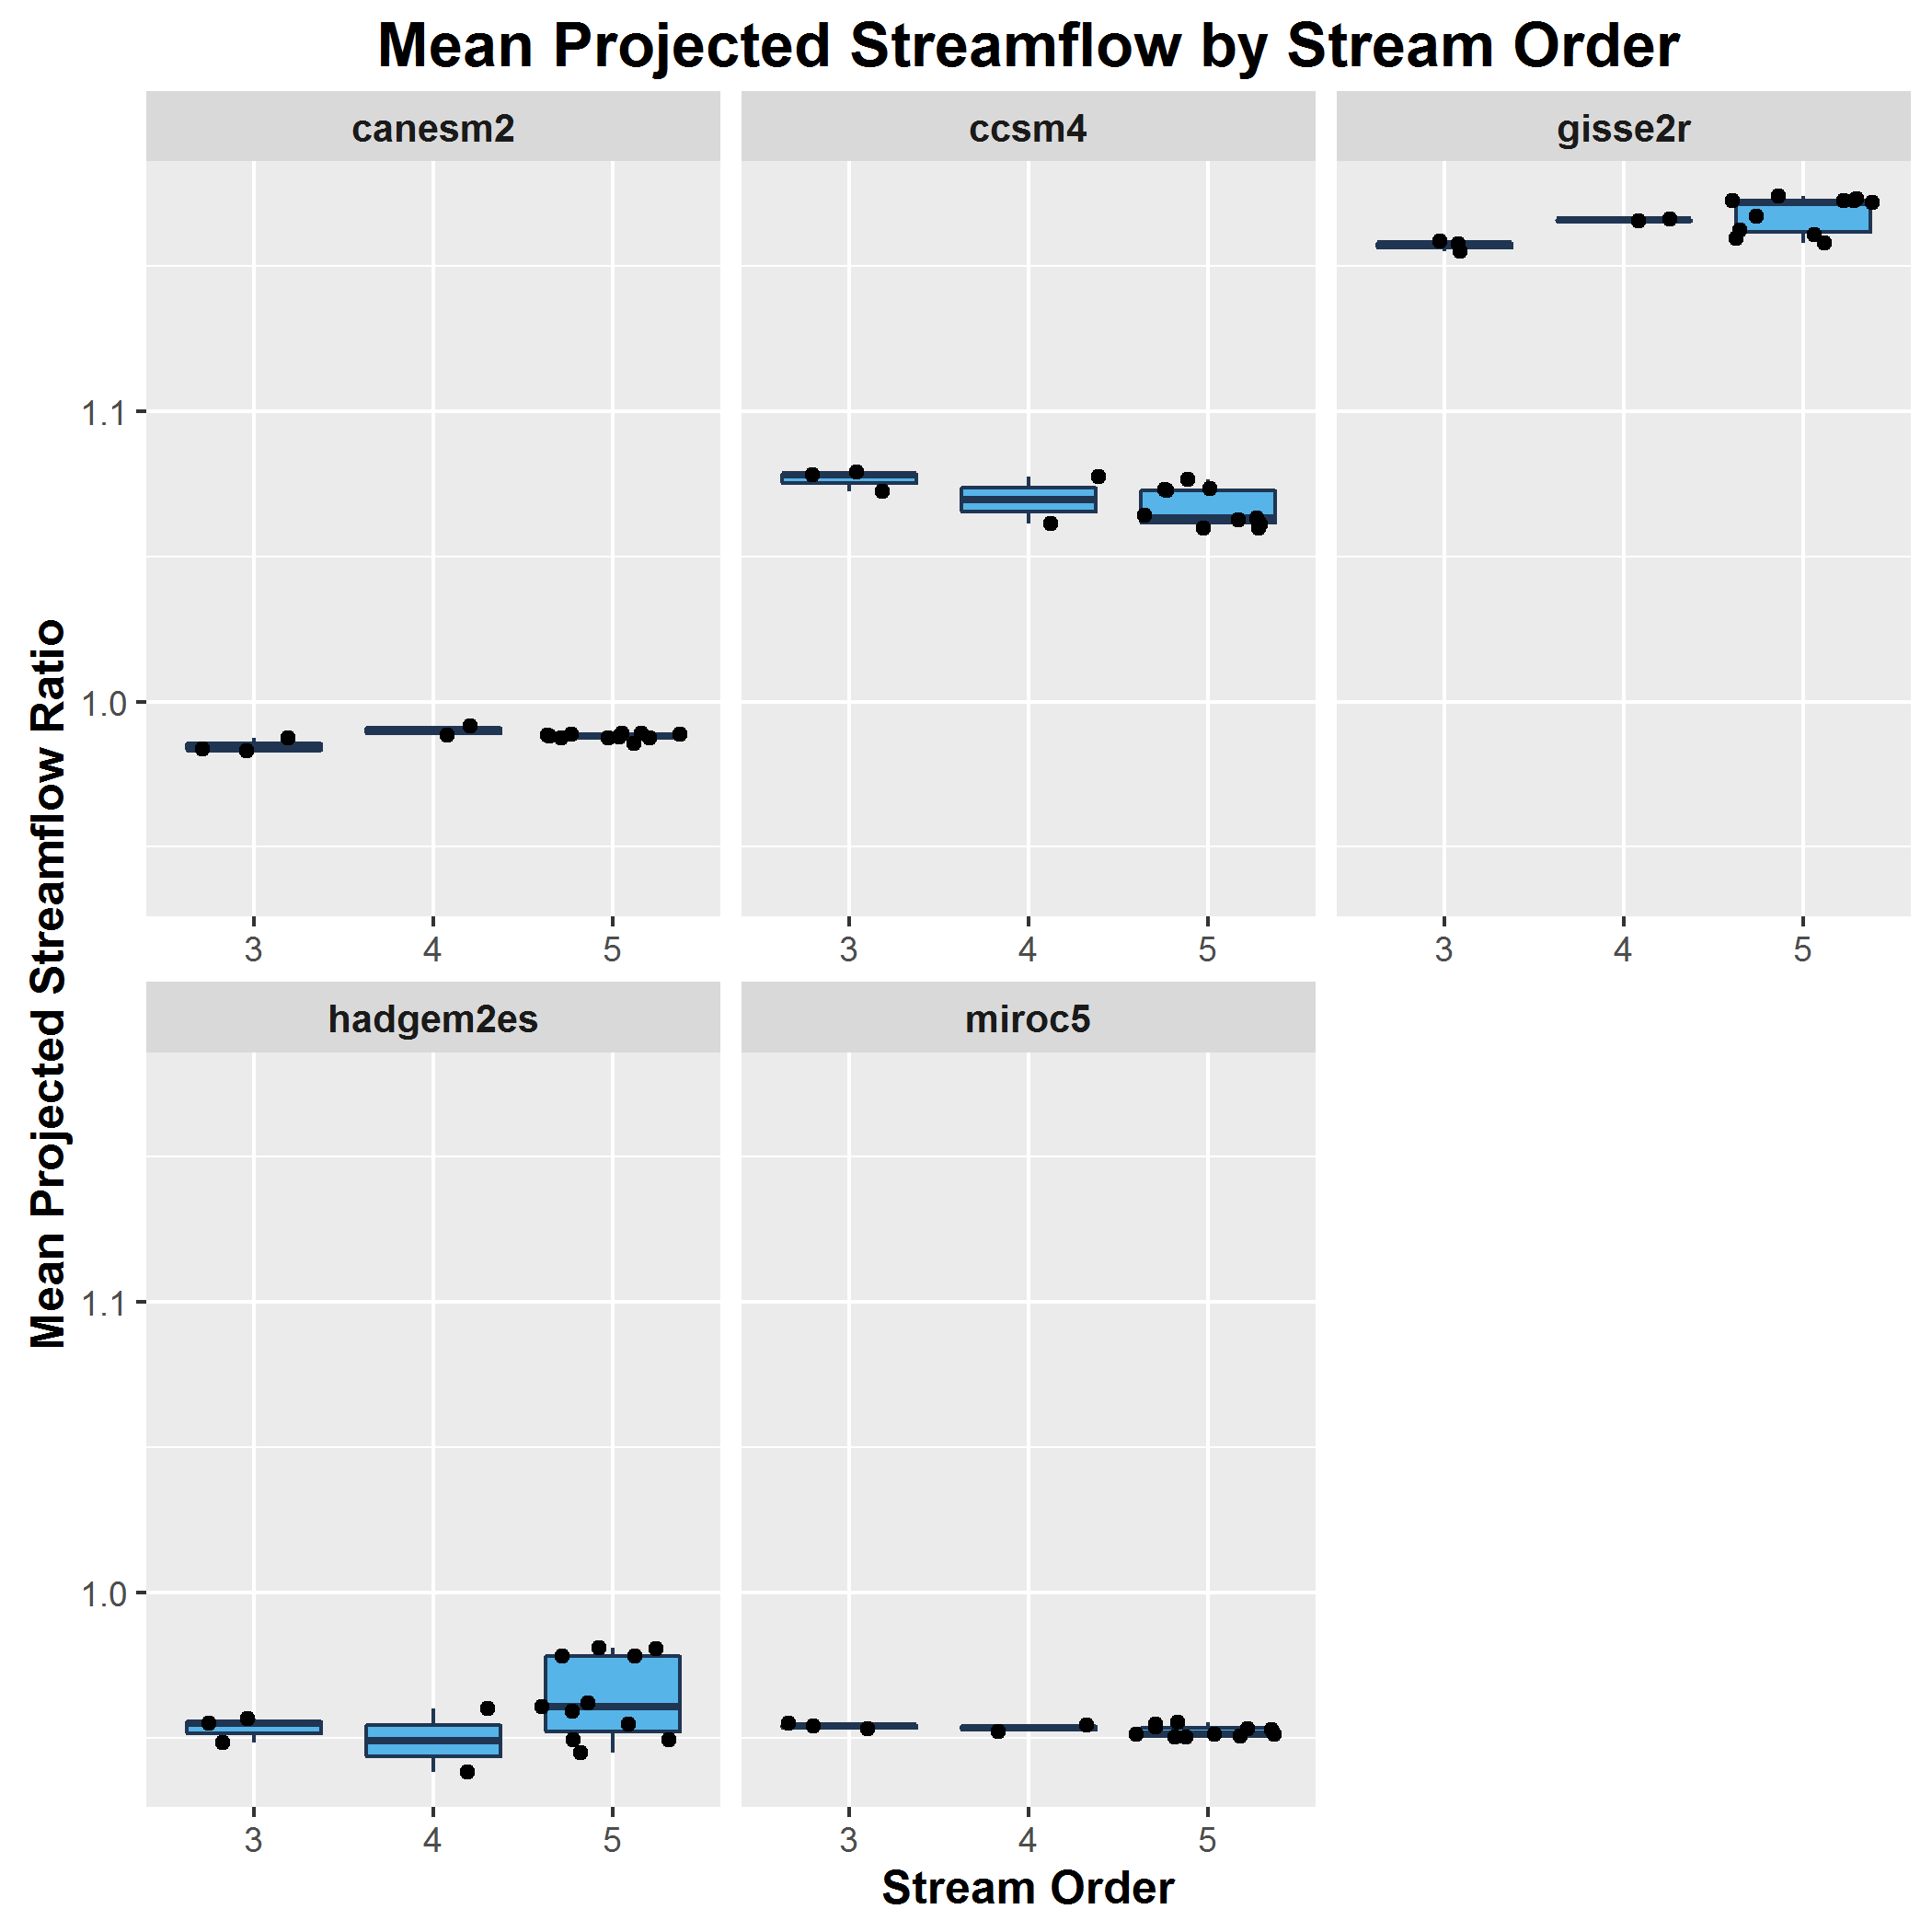 Mean Projected Streamflow by Stream Order
canesm2 ccsm4 gisse2r
1.1
1.0
3 4 5 3 4 5 3 4 5
Mean Projected Streamflow Ratio
hadgem2es miroc5
1.1
1.0
3 4 5 3 4 5
Stream Order